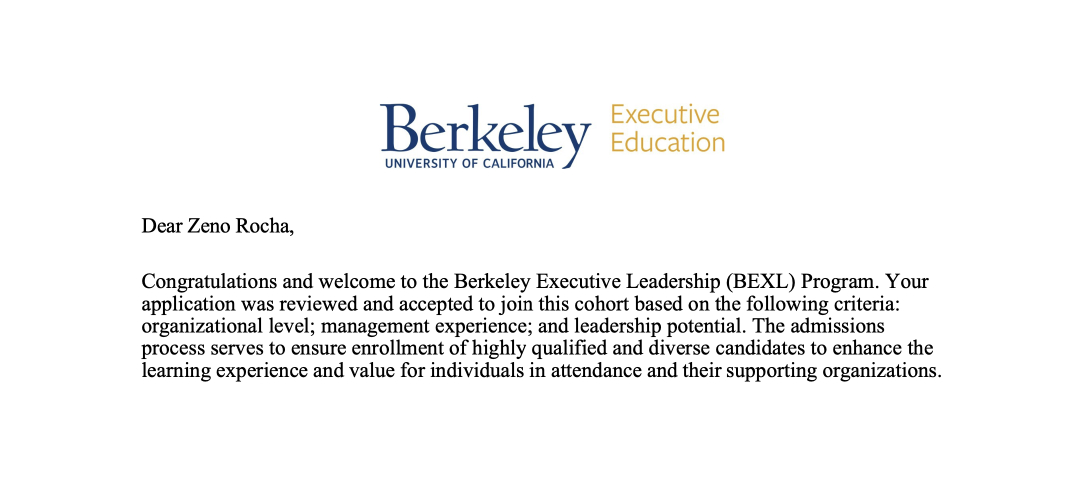 Berkeley
UNIVERSITY OF CALIFORNIA
Executive
Education
Dear Zeno Rocha,
Congratulations and welcome to the Berkeley Executive Leadership (BEXL) Program. Your
application was reviewed and accepted to join this cohort based on the following criteria:
organizational level; management experience; and leadership potential. The admissions
process serves to ensure enrollment of highly qualified and diverse candidates to enhance the
learning experience and value for individuals in attendance and their supporting organizations.